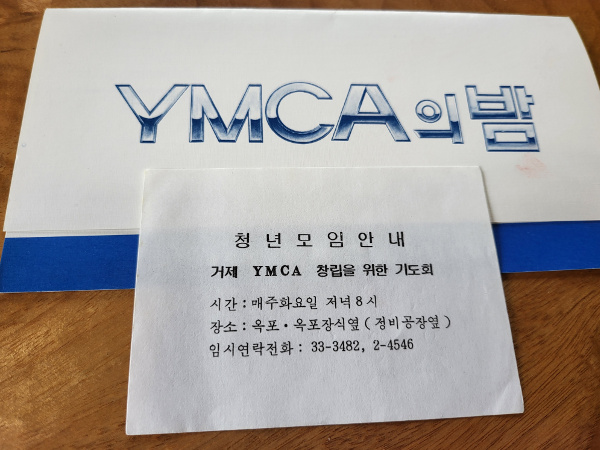 YMCA의밤
청년모임안내
거제 YMCA 창립을 위한 기도회
시간 : 매주화요일 저녁 8시
장소 : 옥포・옥포장식옆 ( 정비공장옆 )
임시연락전화 : 33-3482, 2-4546